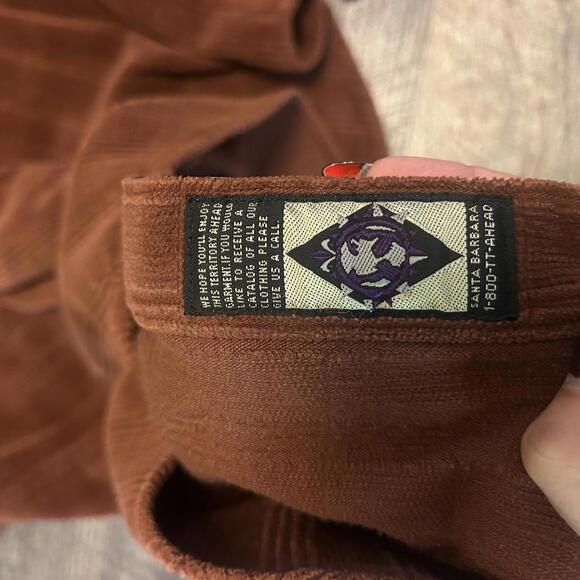 WE HOPE YOU'LL ENJOY
THIS TERRITORY AHEAD
GARMENT. IF YOU WOULD
LIKE TO RECEIVE A
CATALOG OF ALL OUR
CLOTHING PLEASE
GIVE US A CALL.
SANTA BARBARA
1-800-TT-AHEAD